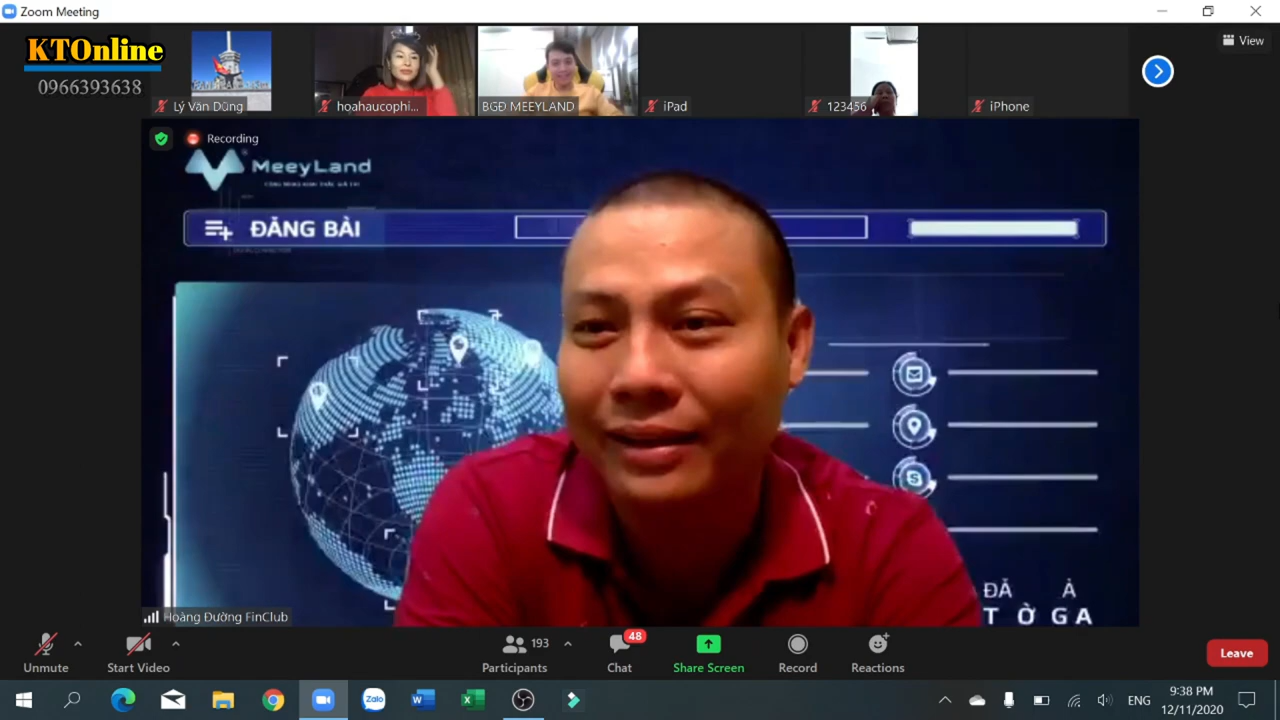 Zoom Meeting
KTOnline
0966393638
View
Lý Văn Dũng
hoahaucophi...
BGĐ MEEYLAND
iPad
123456
iPhone
Recording
MeeyLand
ĐĂNG BÀI
Hoàng Đường FinClub
ĐĂ À
T Ờ G A
Unmute
Start Video
193
Participants
48
Chat
Share Screen
Record
Reactions
Leave
Zalo
ENG
9:38 PM
12/11/2020